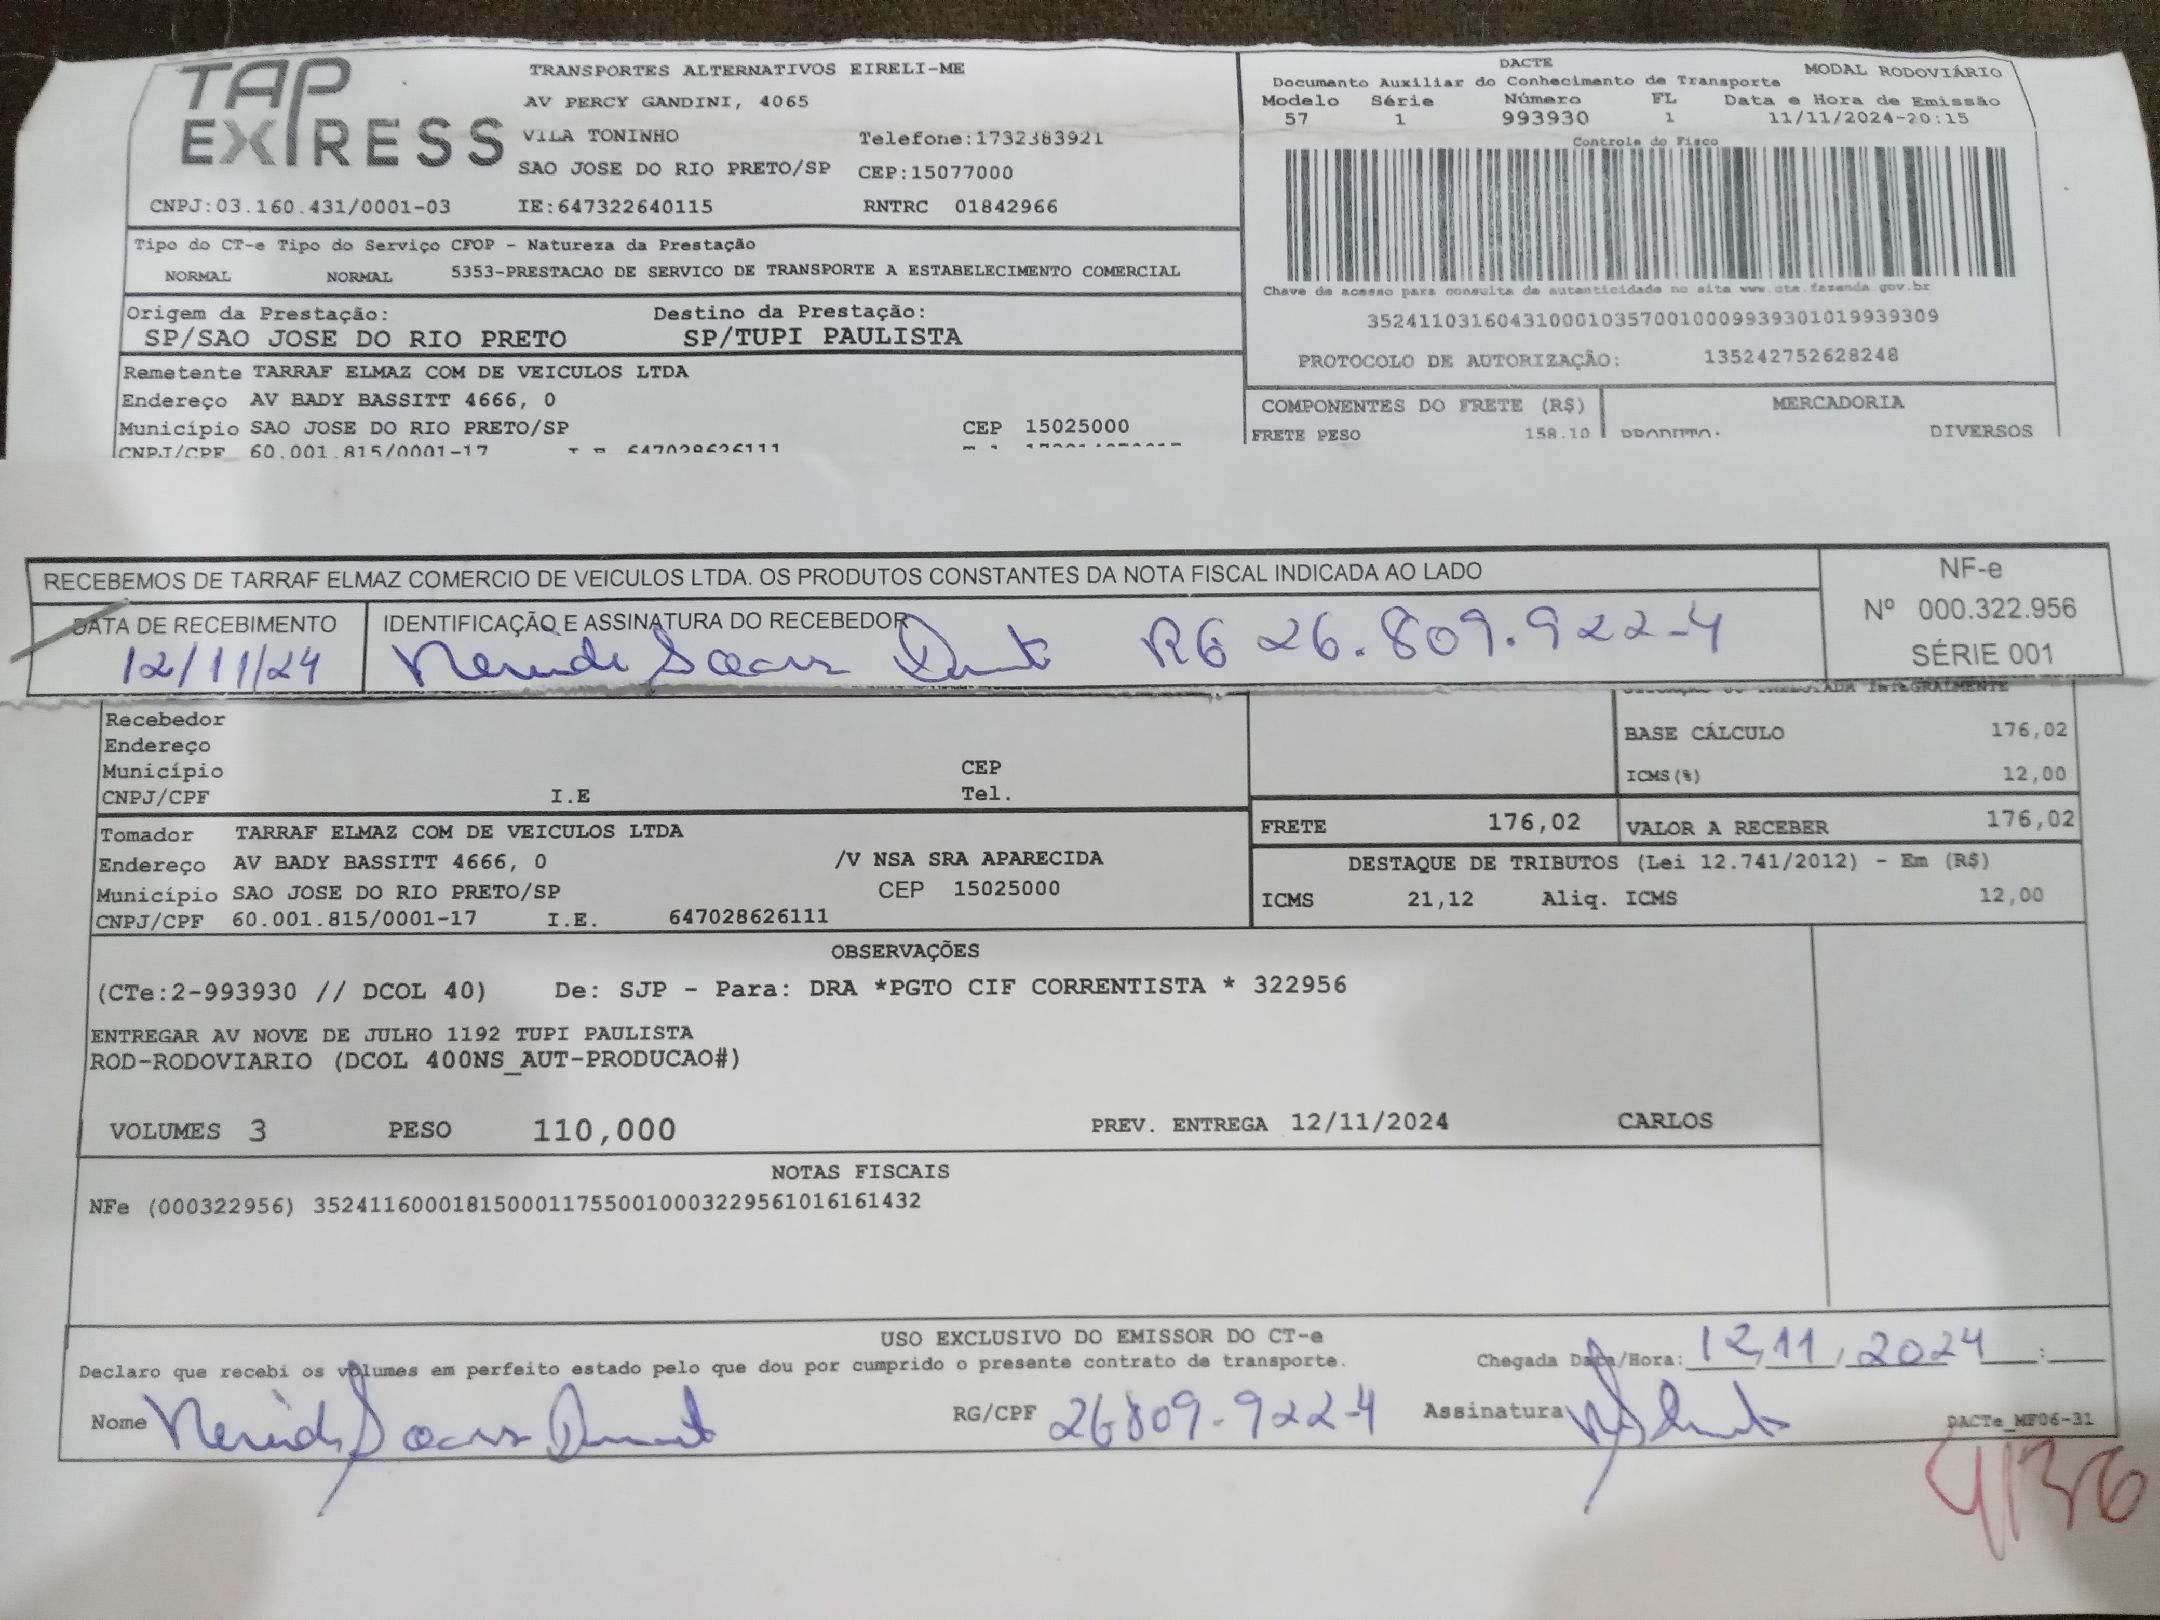 TAP EXPRESS
TRANSPORTES ALTERNATIVOS EIRELI-ME
AV PERCY GANDINI, 4065
VILA TONINHO Telefone:1732383921
SAO JOSE DO RIO PRETO/SP CEP:15077000
CNPJ:03.160.431/0001-03 IE:647322640115 RNTRC 01842966
DACTE MODAL RODOVIÁRIO
Documento Auxiliar do Conhecimento de Transporte
Modelo Série Número FL Data e Hora de Emissão
57 1 993930 1 11/11/2024-20:15
Controle do Fisco
Chave de acesso para consulta de autenticidade no site www.cte.fazenda.gov.br
35241103160431000103570010009939301019939309
PROTOCOLO DE AUTORIZAÇÃO: 135242752628248
Tipo do CT-e Tipo do Serviço CFOP - Natureza da Prestação
NORMAL NORMAL 5353-PRESTACAO DE SERVICO DE TRANSPORTE A ESTABELECIMENTO COMERCIAL
Origem da Prestação: Destino da Prestação:
SP/SAO JOSE DO RIO PRETO SP/TUPI PAULISTA
Remetente TARRAF ELMAZ COM DE VEICULOS LTDA
Endereço AV BADY BASSITT 4666, 0
Município SAO JOSE DO RIO PRETO/SP CEP 15025000
CNPJ/CPF 60.001.815/0001-17 647028626111
COMPONENTES DO FRETE (R$) MERCADORIA
FRETE PESO 158.10 PRODUTO: DIVERSOS
RECEBEMOS DE TARRAF ELMAZ COMERCIO DE VEICULOS LTDA. OS PRODUTOS CONSTANTES DA NOTA FISCAL INDICADA AO LADO
NF-e
Nº 000.322.956
SÉRIE 001
DATA DE RECEBIMENTO IDENTIFICAÇÃO E ASSINATURA DO RECEBEDOR
12/11/24 RG 26.809.922-4
Recebedor
Endereço
Município CEP
CNPJ/CPF I.E Tel.
BASE CÁLCULO 176,02
ICMS(%) 12,00
FRETE 176,02 VALOR A RECEBER 176,02
Tomador TARRAF ELMAZ COM DE VEICULOS LTDA
Endereço AV BADY BASSITT 4666, 0 /V NSA SRA APARECIDA
Município SAO JOSE DO RIO PRETO/SP CEP 15025000
CNPJ/CPF 60.001.815/0001-17 I.E. 647028626111
DESTAQUE DE TRIBUTOS (Lei 12.741/2012) - Em (R$)
ICMS 21,12 Aliq. ICMS 12,00
OBSERVAÇÕES
(CTe:2-993930 // DCOL 40) De: SJP - Para: DRA *PGTO CIF CORRENTISTA * 322956
ENTREGAR AV NOVE DE JULHO 1192 TUPI PAULISTA
ROD-RODOVIARIO (DCOL 400NS_AUT-PRODUCAO#)
VOLUMES 3 PESO 110,000 PREV. ENTREGA 12/11/2024 CARLOS
NOTAS FISCAIS
NFe (000322956) 35241160001815000117550010003229561016161432
USO EXCLUSIVO DO EMISSOR DO CT-e
Declaro que recebi os volumes em perfeito estado pelo que dou por cumprido o presente contrato de transporte. Chegada Data/Hora: 12,11,2024 :
Nome RG/CPF 26809.922-4 Assinatura
DACTe_MF06-31